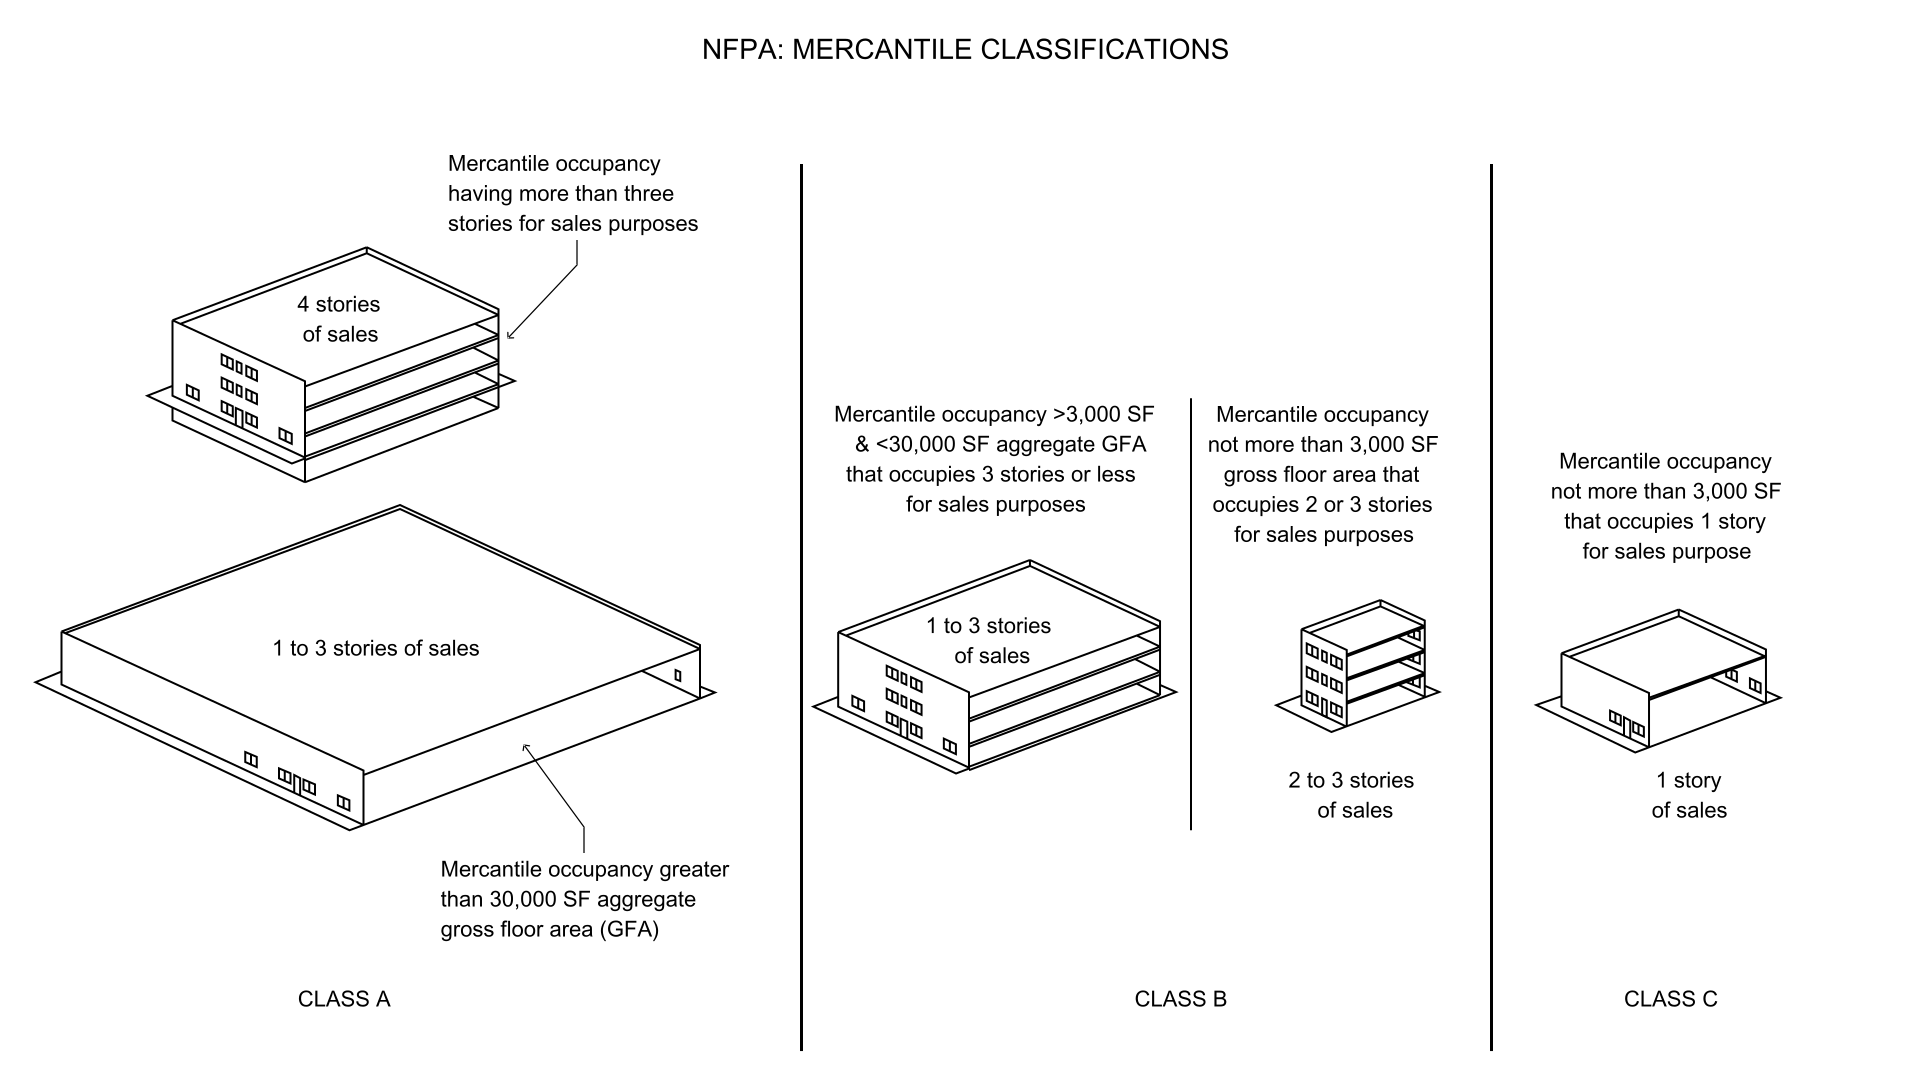 NFPA: MERCANTILE CLASSIFICATIONS
Mercantile occupancy
having more than three
stories for sales purposes
4 stories
of sales
1 to 3 stories of sales
Mercantile occupancy greater
than 30,000 SF aggregate
gross floor area (GFA)
CLASS A
Mercantile occupancy >3,000 SF
& <30,000 SF aggregate GFA
that occupies 3 stories or less
for sales purposes
1 to 3 stories
of sales
Mercantile occupancy
not more than 3,000 SF
gross floor area that
occupies 2 or 3 stories
for sales purposes
2 to 3 stories
of sales
CLASS B
Mercantile occupancy
not more than 3,000 SF
that occupies 1 story
for sales purpose
1 story
of sales
CLASS C